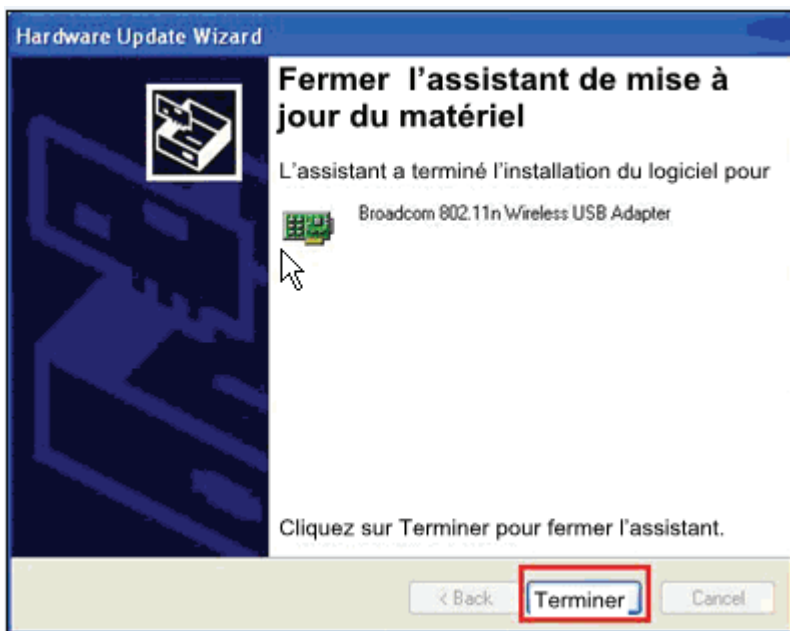 Hardware Update Wizard
Fermer l'assistant de mise à
jour du matériel
L'assistant a terminé l'installation du logiciel pour
Broadcom 802.11n Wireless USB Adapter
Cliquez sur Terminer pour fermer l'assistant.
< Back Terminer Cancel